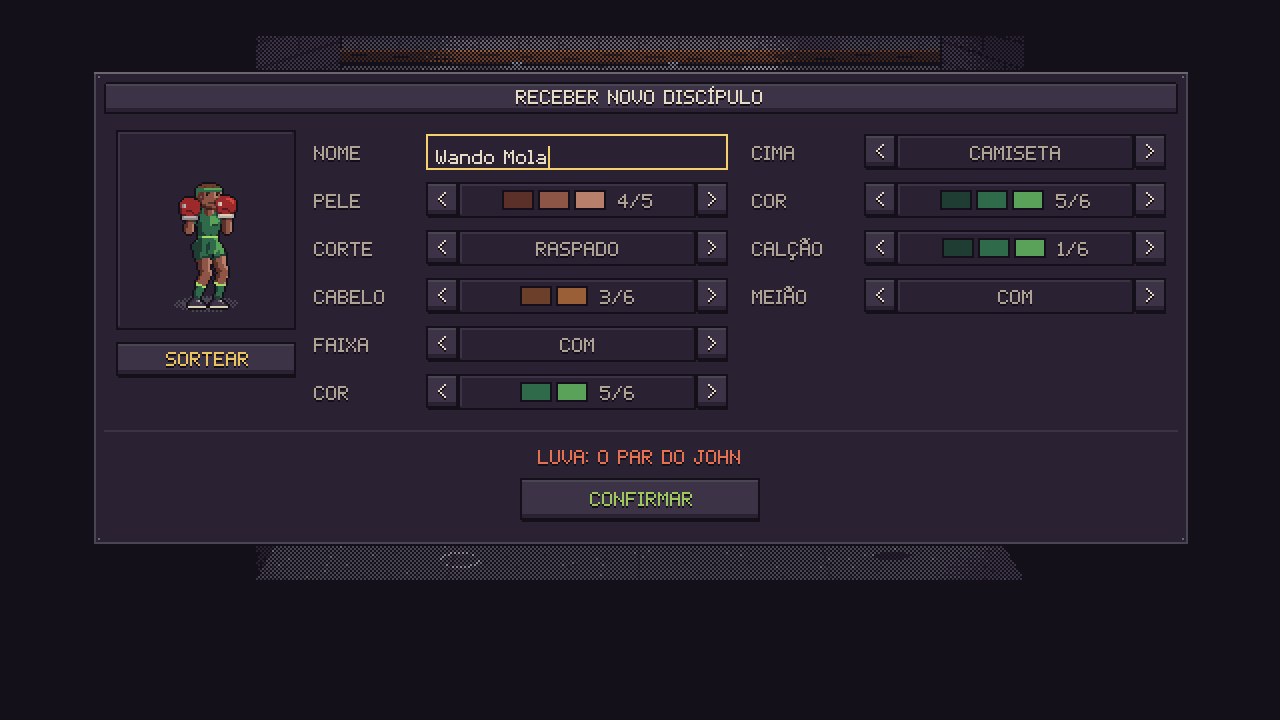 RECEBER NOVO DISCÍPULO
NOME
Wando Mola
CIMA
<
CAMISETA
>
PELE
<
4/5
>
COR
<
5/6
>
CORTE
<
RASPADO
>
CALÇÃO
<
1/6
>
CABELO
<
3/6
>
MEIÃO
<
COM
>
SORTEAR
FAIXA
<
COM
>
COR
<
5/6
>
LUVA: O PAR DO JOHN
CONFIRMAR